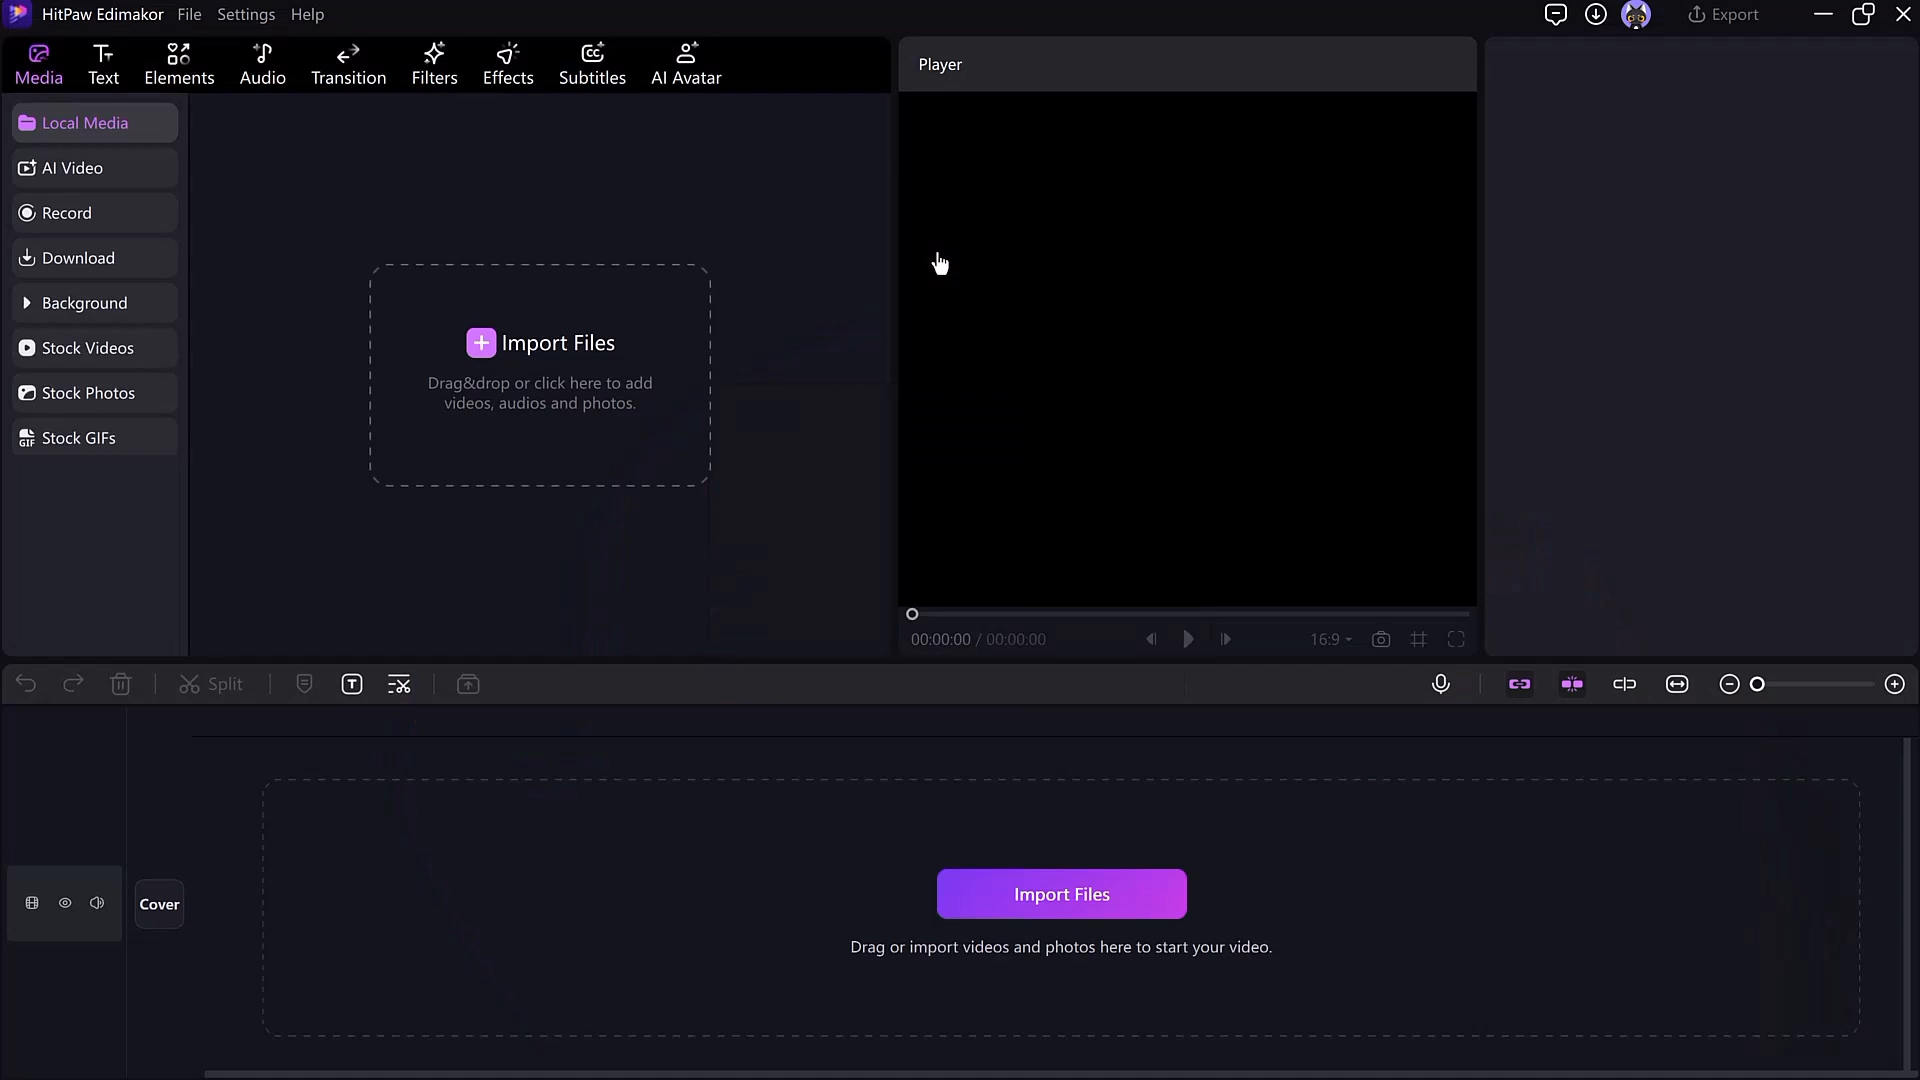 HitPaw Edimakor File Settings Help Export
Media Text Elements Audio Transition Filters Effects Subtitles AI Avatar
Player
Local Media
AI Video
Record
Download
Background
Stock Videos
Stock Photos
GIF Stock GIFs
Import Files
Drag&drop or click here to add
videos, audios and photos.
00:00:00 / 00:00:00 16:9
Split
Cover
Import Files
Drag or import videos and photos here to start your video.